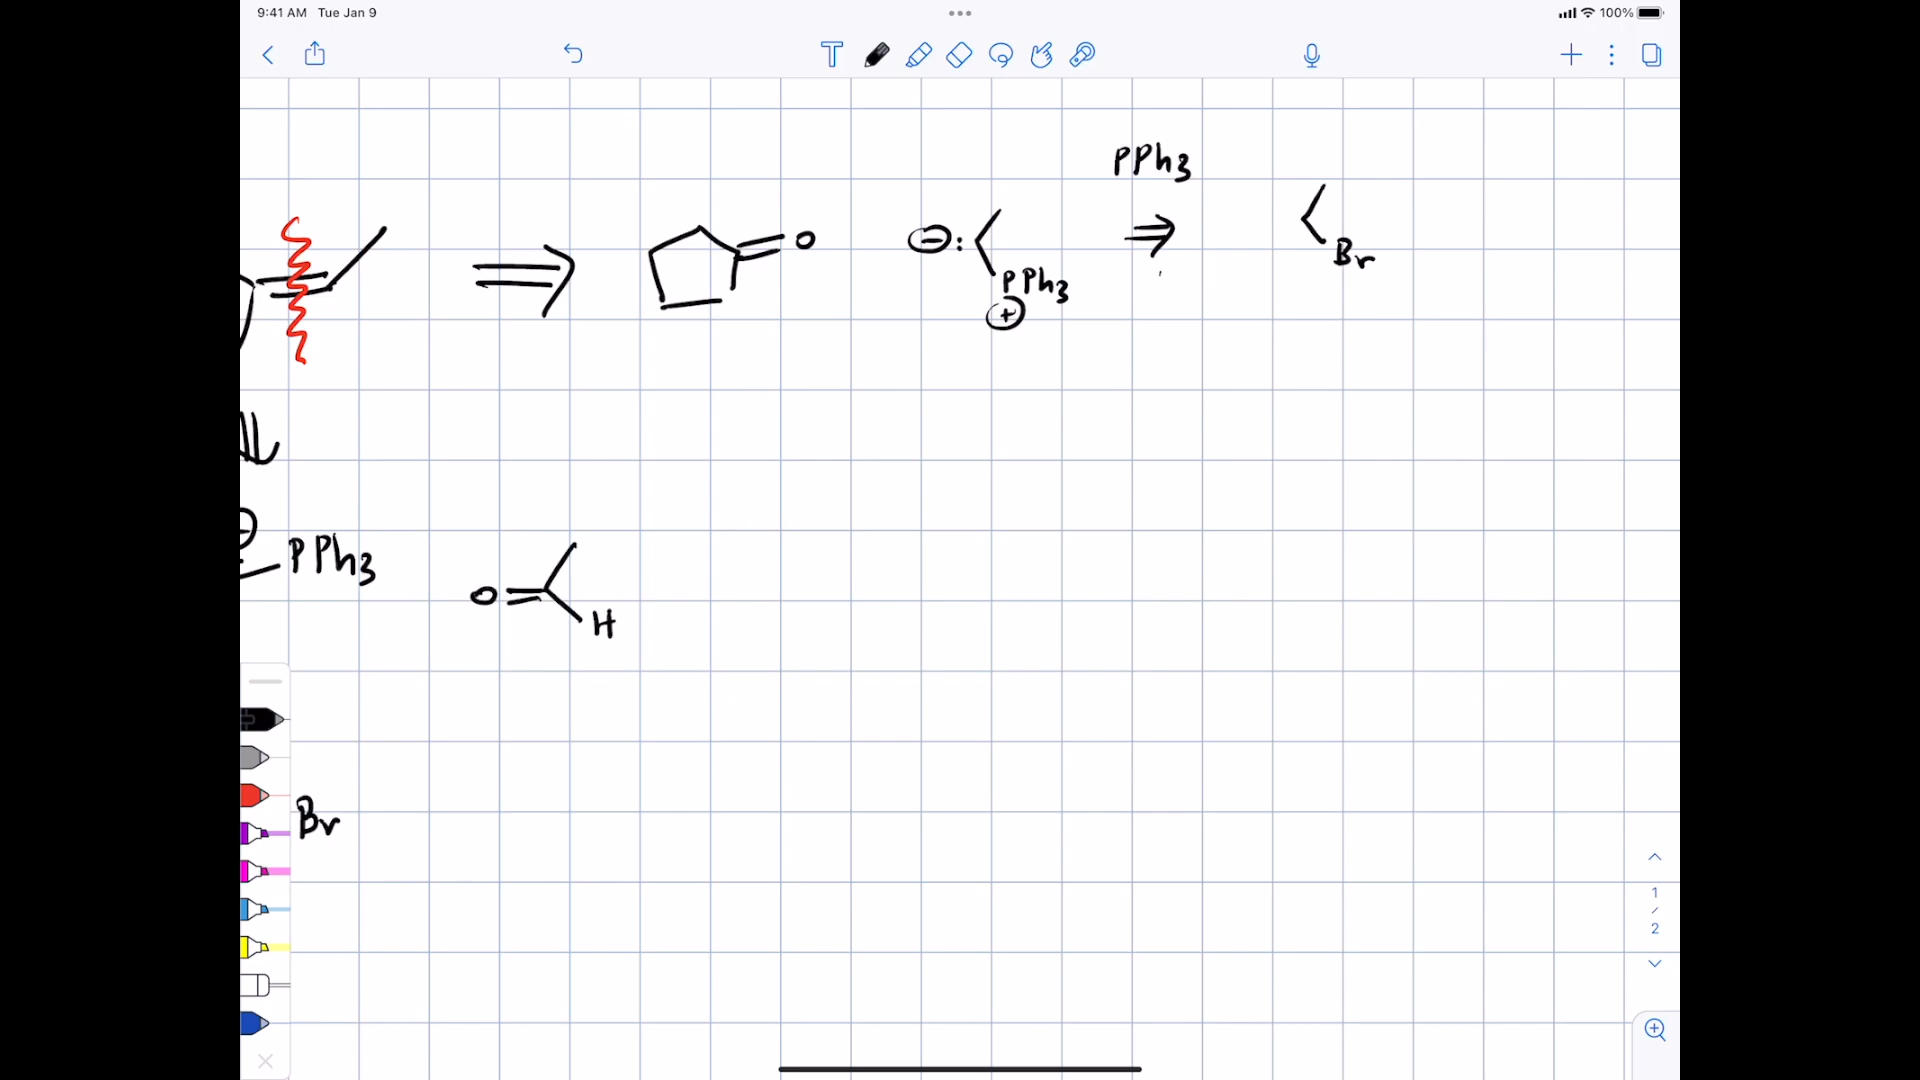 9:41 AM Tue Jan 9
100%
PPh3
O
⊖:
Br
PPh3
⊕
PPh3
O
H
Br
1
/
2